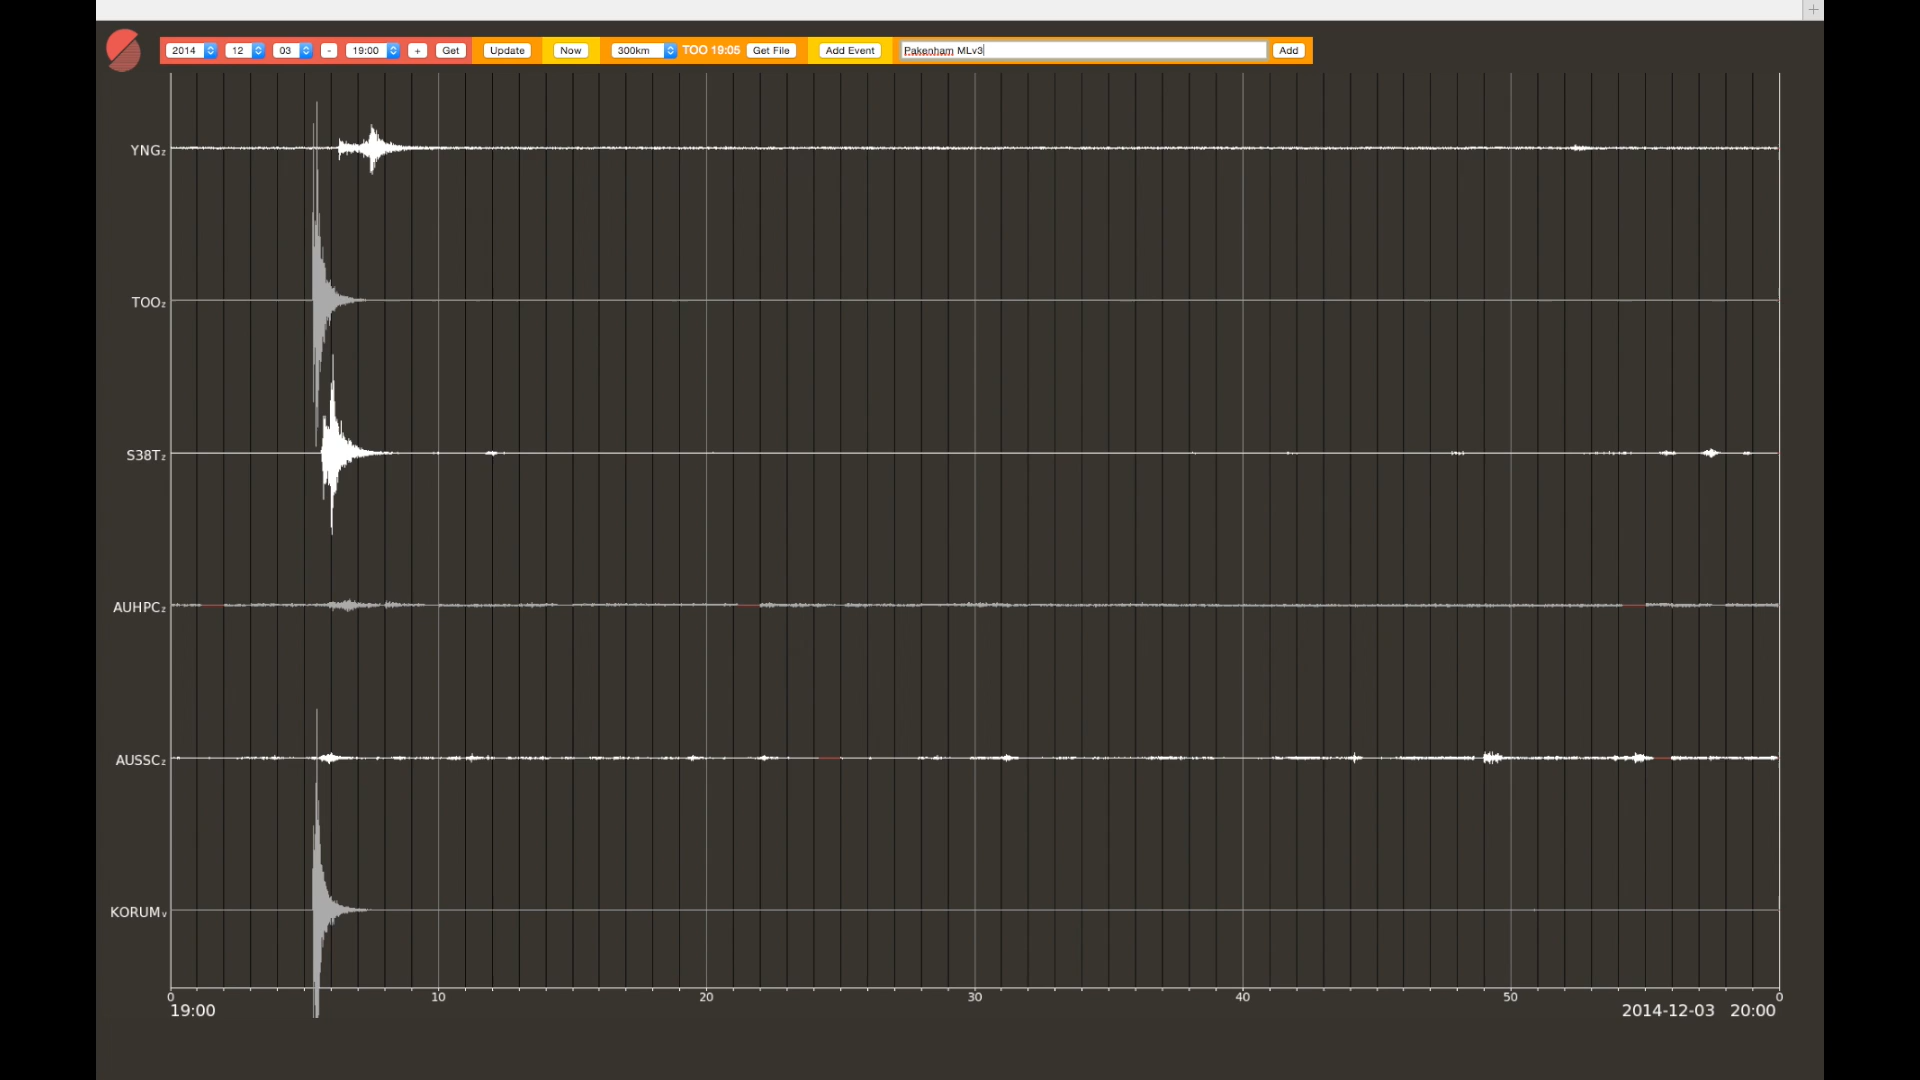 2014 12 03 - 19:00 + Get Update Now 300km TOO 19:05 Get File Add Event Pakenham MLv3 Add
YNGz
TOOz
S38Tz
AUHPCz
AUSSCz
KORUMv
0 10 20 30 40 50 0
19:00 2014-12-03 20:00